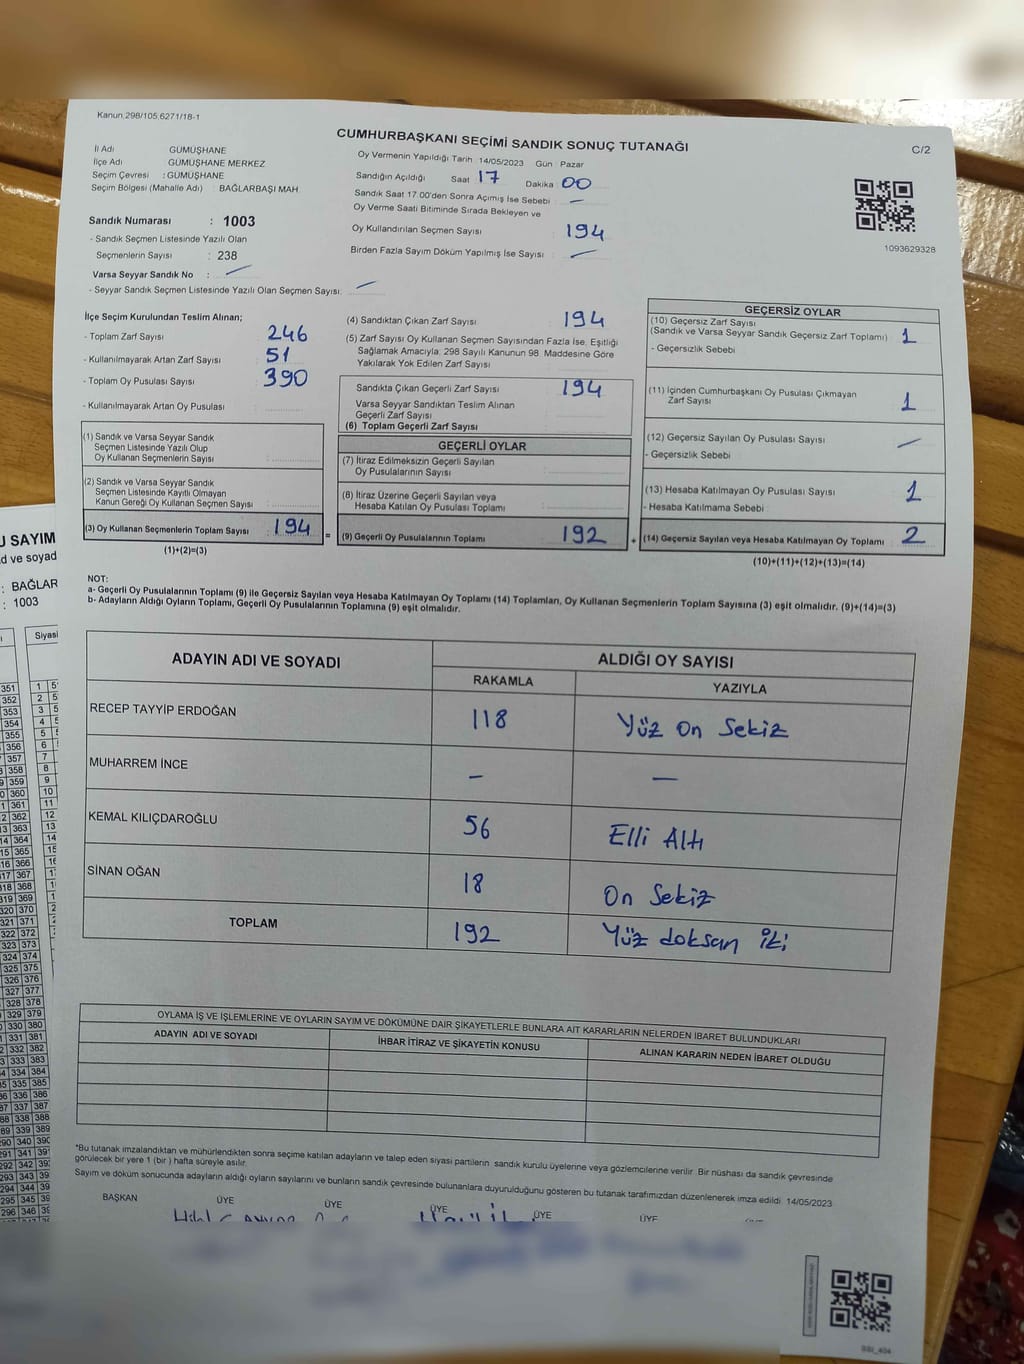 Kanun.298/105,6271/18-1
CUMHURBAŞKANI SEÇİMİ SANDIK SONUÇ TUTANAĞI
C/2
İl Adı GÜMÜŞHANE
İlçe Adı GÜMÜŞHANE MERKEZ
Seçim Çevresi : GÜMÜŞHANE
Seçim Bölgesi (Mahalle Adı) : BAĞLARBAŞI MAH.
Sandık Numarası : 1003
- Sandık Seçmen Listesinde Yazılı Olan
Seçmenlerin Sayısı : 238
Varsa Seyyar Sandık No : —
- Seyyar Sandık Seçmen Listesinde Yazılı Olan Seçmen Sayısı: —
Oy Vermenin Yapıldığı Tarih 14/05/2023 Gün : Pazar
Sandığın Açıldığı Saat 17 Dakika 00
Sandık Saat 17.00'den Sonra Açımış İse Sebebi : —
Oy Verme Saati Bitiminde Sırada Bekleyen ve
Oy Kullandırılan Seçmen Sayısı : 194
Birden Fazla Sayım Döküm Yapılmış İse Sayısı : —
1093629328
İlçe Seçim Kurulundan Teslim Alınan;
- Toplam Zarf Sayısı 246
- Kullanılmayarak Artan Zarf Sayısı 51
- Toplam Oy Pusulası Sayısı 390
- Kullanılmayarak Artan Oy Pusulası
(1) Sandık ve Varsa Seyyar Sandık
Seçmen Listesinde Yazılı Olup
Oy Kullanan Seçmenlerin Sayısı
(2) Sandık ve Varsa Seyyar Sandık
Seçmen Listesinde Kayıtlı Olmayan
Kanun Gereği Oy Kullanan Seçmen Sayısı
(3) Oy Kullanan Seçmenlerin Toplam Sayısı 194
(1)+(2)=(3)
(4) Sandıktan Çıkan Zarf Sayısı 194
(5) Zarf Sayısı Oy Kullanan Seçmen Sayısından Fazla İse, Eşitliği
Sağlamak Amacıyla, 298 Sayılı Kanunun 98. Maddesine Göre
Yakılarak Yok Edilen Zarf Sayısı
Sandıkta Çıkan Geçerli Zarf Sayısı 194
Varsa Seyyar Sandıktan Teslim Alınan
Geçerli Zarf Sayısı
(6) Toplam Geçerli Zarf Sayısı
GEÇERLİ OYLAR
(7) İtiraz Edilmeksizin Geçerli Sayılan
Oy Pusulalarının Sayısı
(8) İtiraz Üzerine Geçerli Sayılan veya
Hesaba Katılan Oy Pusulası Toplamı
= (9) Geçerli Oy Pusulalarının Toplamı 192 +
GEÇERSİZ OYLAR
(10) Geçersiz Zarf Sayısı
(Sandık ve Varsa Seyyar Sandık Geçersiz Zarf Toplamı) 1
- Geçersizlik Sebebi
(11) İçinden Cumhurbaşkanı Oy Pusulası Çıkmayan
Zarf Sayısı 1
(12) Geçersiz Sayılan Oy Pusulası Sayısı —
- Geçersizlik Sebebi
(13) Hesaba Katılmayan Oy Pusulası Sayısı 1
- Hesaba Katılmama Sebebi
(14) Geçersiz Sayılan veya Hesaba Katılmayan Oy Toplamı 2
(10)+(11)+(12)+(13)=(14)
NOT:
a- Geçerli Oy Pusulalarının Toplamı (9) ile Geçersiz Sayılan veya Hesaba Katılmayan Oy Toplamı (14) Toplamları, Oy Kullanan Seçmenlerin Toplam Sayısına (3) eşit olmalıdır. (9)+(14)=(3)
b- Adayların Aldığı Oyların Toplamı, Geçerli Oy Pusulalarının Toplamına (9) eşit olmalıdır.
ADAYIN ADI VE SOYADI
ALDIĞI OY SAYISI
RAKAMLA YAZIYLA
RECEP TAYYİP ERDOĞAN 118 Yüz On Sekiz
MUHARREM İNCE — —
KEMAL KILIÇDAROĞLU 56 Elli Altı
SİNAN OĞAN 18 On Sekiz
TOPLAM 192 Yüz doksan iki
OYLAMA İŞ VE İŞLEMLERİNE VE OYLARIN SAYIM VE DÖKÜMÜNE DAİR ŞİKAYETLERLE BUNLARA AİT KARARLARIN NELERDEN İBARET BULUNDUKLARI
ADAYIN ADI VE SOYADI İHBAR İTİRAZ VE ŞİKAYETİN KONUSU ALINAN KARARIN NEDEN İBARET OLDUĞU
*Bu tutanak imzalandıktan ve mühürlendikten sonra seçime katılan adayların ve talep eden siyasi partilerin sandık kurulu üyelerine veya gözlemcilerine verilir. Bir nüshası da sandık çevresinde
görülecek bir yere 1 (bir) hafta süreyle asılır.
Sayım ve döküm sonucunda adayların aldığı oyların sayılarını ve bunların sandık çevresinde bulunanlara duyurulduğunu gösteren bu tutanak tarafımızdan düzenlenerek imza edildi. 14/05/2023
BAŞKAN ÜYE ÜYE ÜYE ÜYE ÜYE
U SAYIM
: BAĞLAR
: 1003
Siyasi